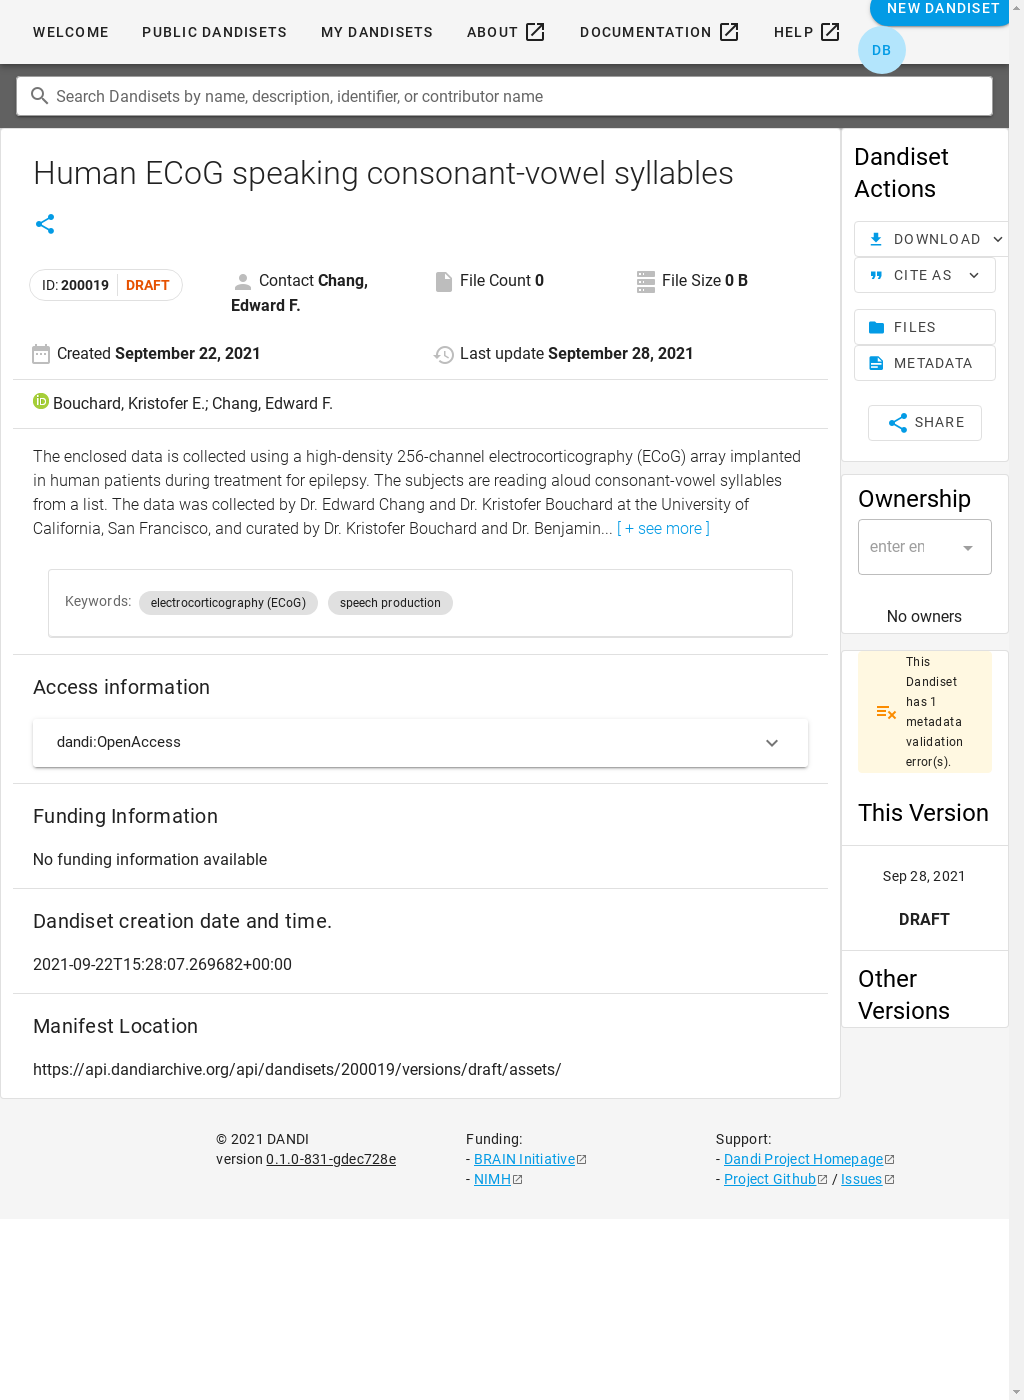 WELCOME PUBLIC DANDISETS MY DANDISETS ABOUT DOCUMENTATION HELP NEW DANDISET
DB
Search Dandisets by name, description, identifier, or contributor name
Human ECoG speaking consonant-vowel syllables
ID: 200019 DRAFT
Contact Chang,
Edward F.
File Count 0
File Size 0 B
Created September 22, 2021
Last update September 28, 2021
Bouchard, Kristofer E.; Chang, Edward F.
The enclosed data is collected using a high-density 256-channel electrocorticography (ECoG) array implanted
in human patients during treatment for epilepsy. The subjects are reading aloud consonant-vowel syllables
from a list. The data was collected by Dr. Edward Chang and Dr. Kristofer Bouchard at the University of
California, San Francisco, and curated by Dr. Kristofer Bouchard and Dr. Benjamin... [ + see more ]
Keywords: electrocorticography (ECoG) speech production
Access information
dandi:OpenAccess
Funding Information
No funding information available
Dandiset creation date and time.
2021-09-22T15:28:07.269682+00:00
Manifest Location
https://api.dandiarchive.org/api/dandisets/200019/versions/draft/assets/
Dandiset
Actions
DOWNLOAD
CITE AS
FILES
METADATA
SHARE
Ownership
enter en
No owners
This
Dandiset
has 1
metadata
validation
error(s).
This Version
Sep 28, 2021
DRAFT
Other
Versions
© 2021 DANDI
version 0.1.0-831-gdec728e
Funding:
- BRAIN Initiative
- NIMH
Support:
- Dandi Project Homepage
- Project Github / Issues